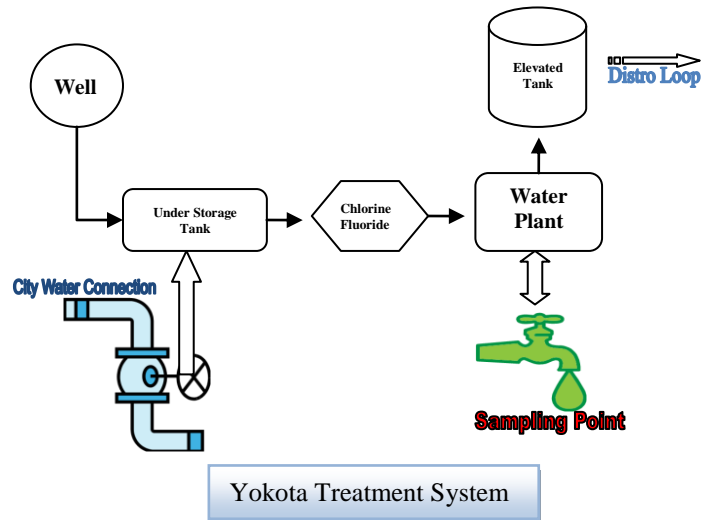 Well
Elevated
Tank
Distro Loop
Under Storage
Tank
Chlorine
Fluoride
Water
Plant
City Water Connection
Sampling Point
Yokota Treatment System